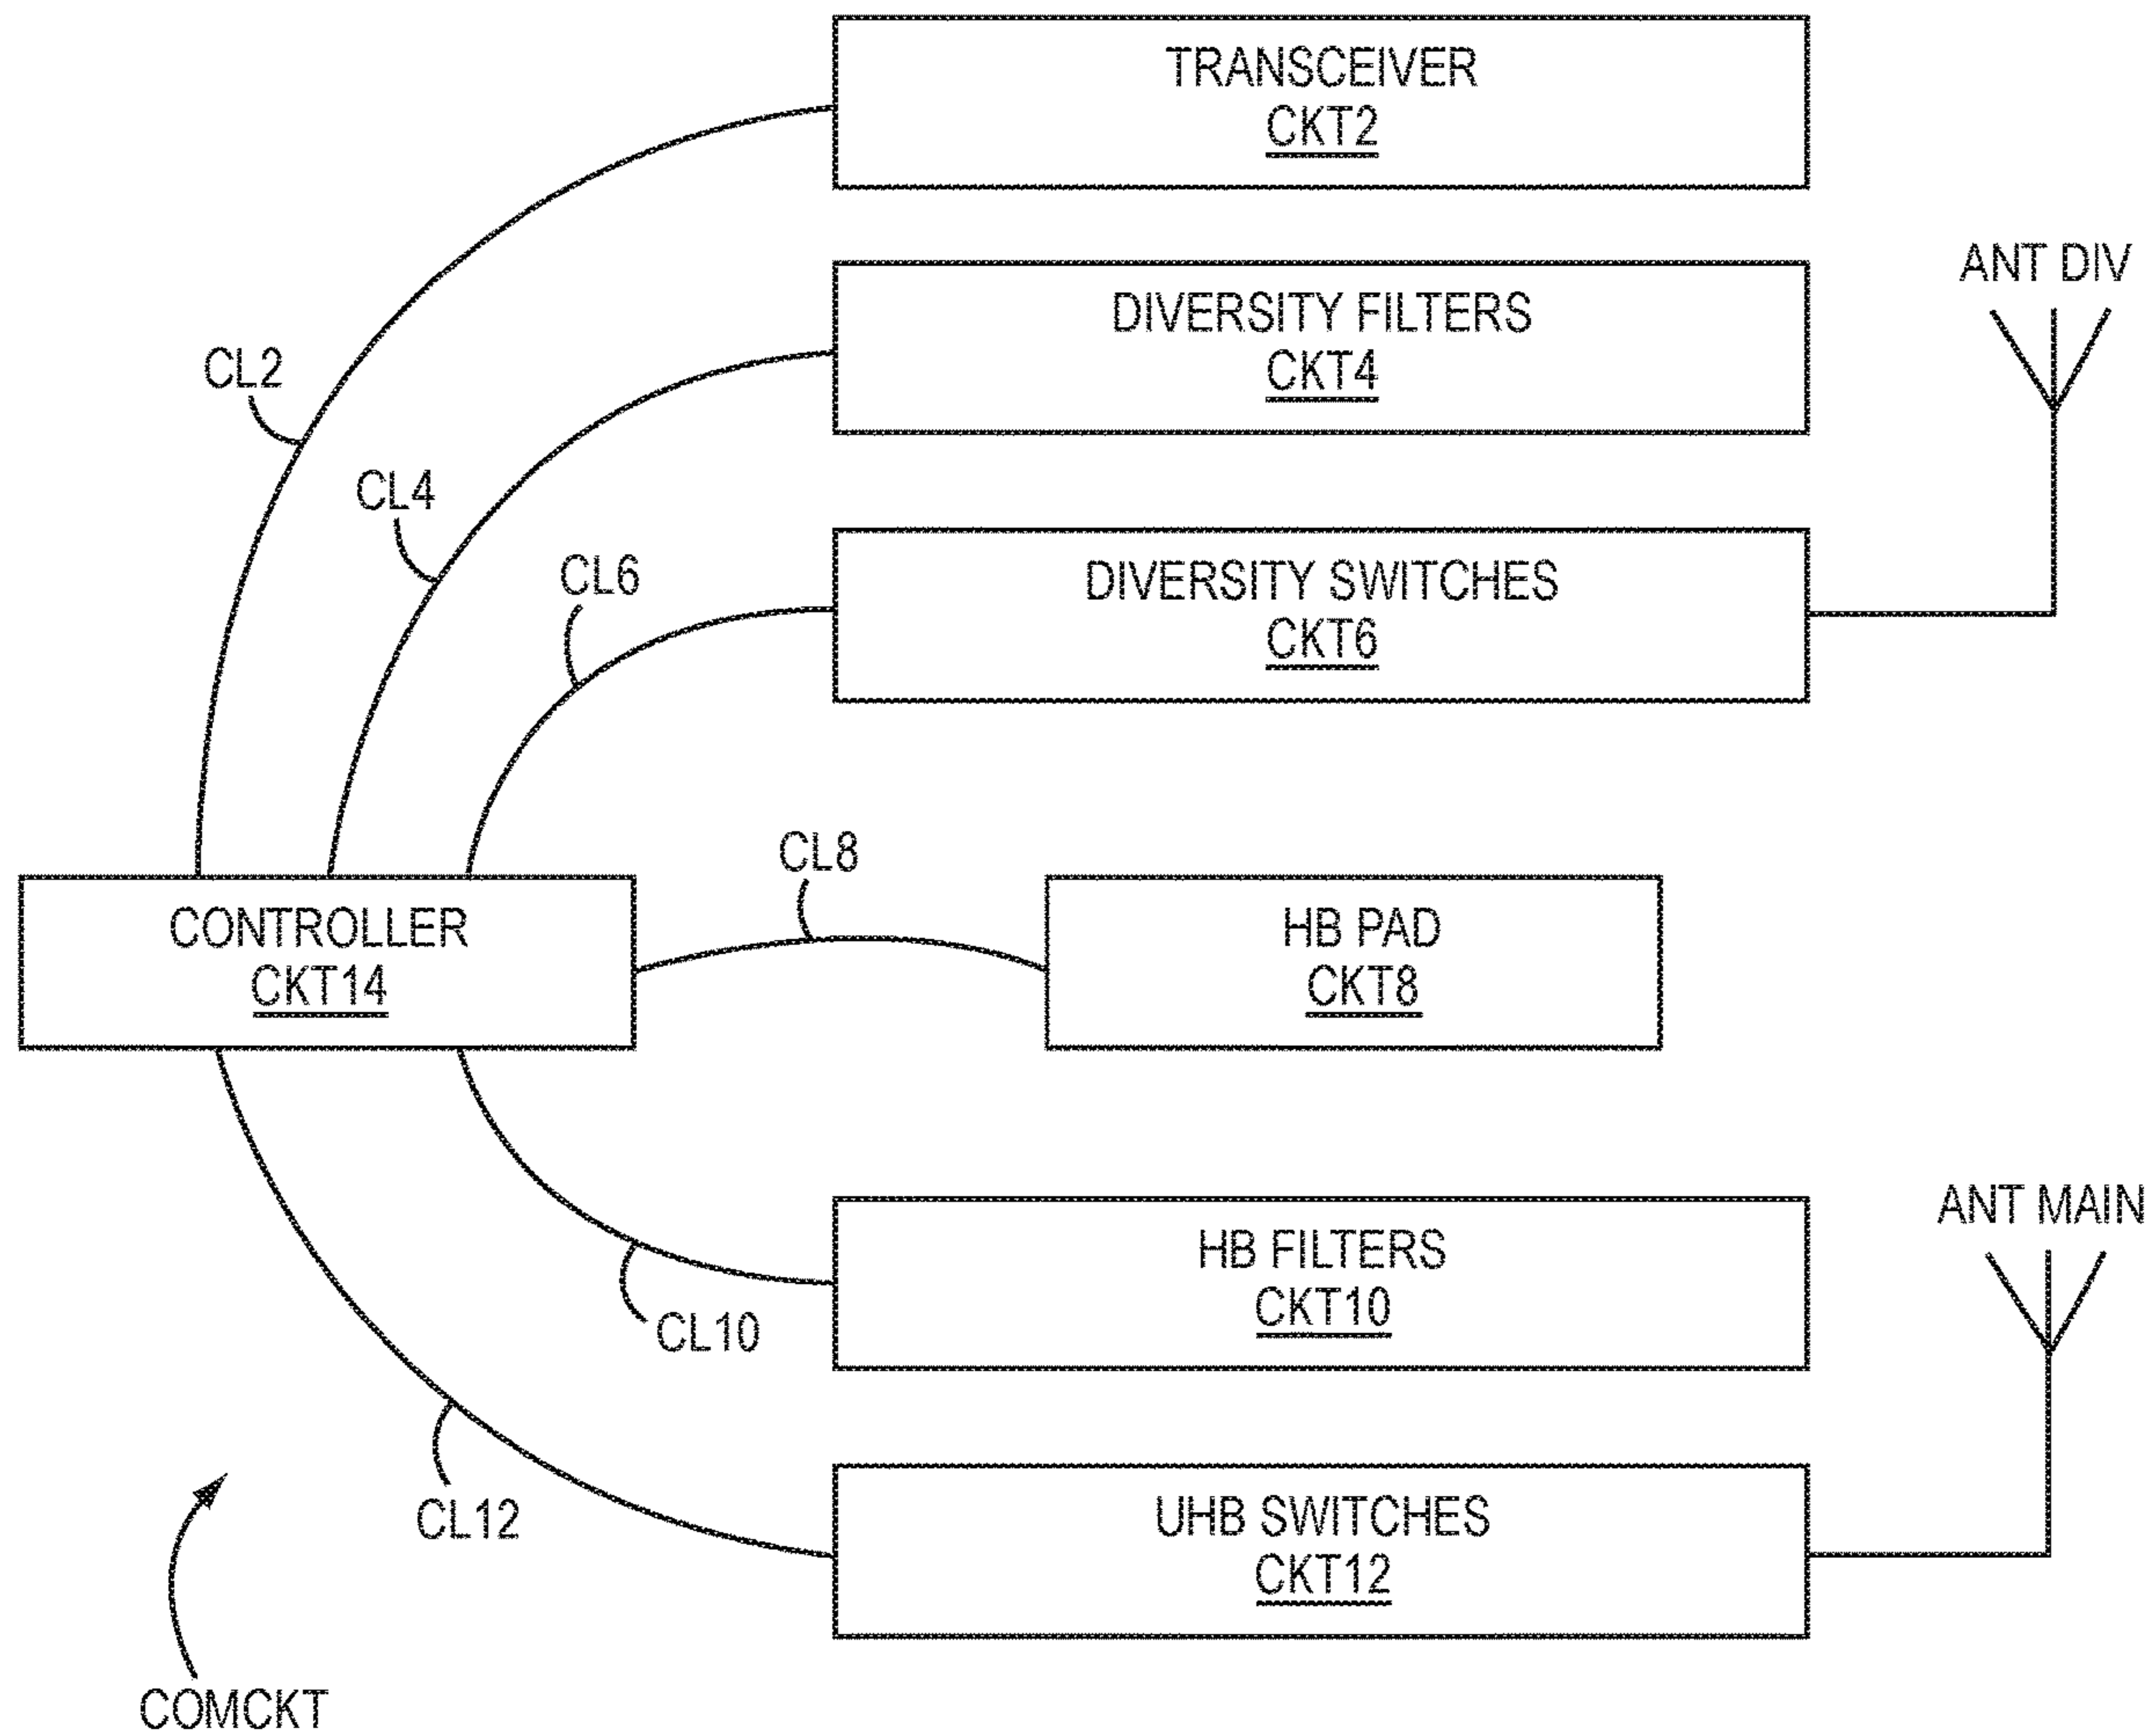 TRANSCEIVER
CKT2
ANT DIV
DIVERSITY FILTERS
CKT4
CL2
CL4
CL6
DIVERSITY SWITCHES
CKT6
CL8
CONTROLLER
CKT14
HB PAD
CKT8
ANT MAIN
HB FILTERS
CKT10
CL10
CL12
UHB SWITCHES
CKT12
COMCKT